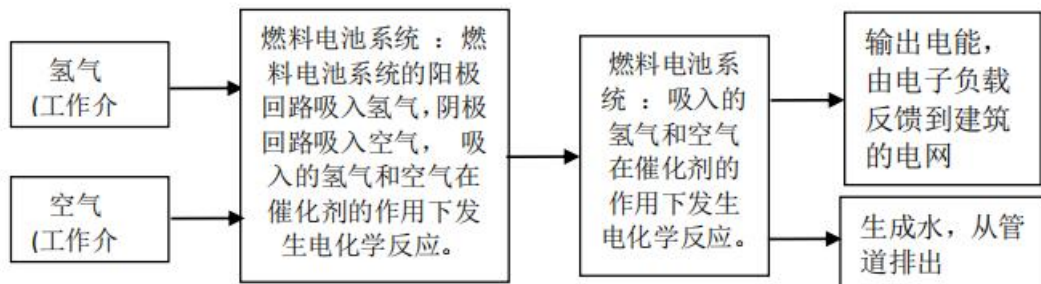 氢气
(工作介
空气
(工作介
燃料电池系统 ：燃
料电池系统的阳极
回路吸入氢气，阴极
回路吸入空气， 吸
入的氢气和空气在
催化剂的作用下发
生电化学反应。
燃料电池系
统 ：吸入的
氢气和空气
在催化剂的
作用下发生
电化学反应。
输出电能，
由电子负载
反馈到建筑
的电网
生成水，从管
道排出